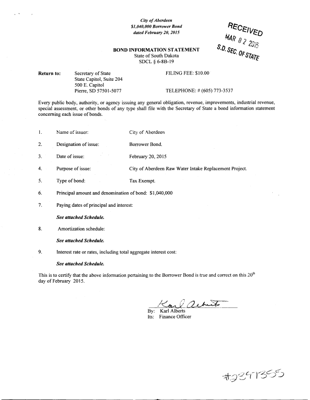 City of Aberdeen
$1,040,000 Borrower Bond
dated February 20, 2015
RECEIVED
MAR 02 2015
S.D. SEC. OF STATE
BOND INFORMATION STATEMENT
State of South Dakota
SDCL § 6-8B-19
Return to: Secretary of State FILING FEE: $10.00
State Capitol, Suite 204
500 E. Capitol
Pierre, SD 57501-5077 TELEPHONE: # (605) 773-3537
Every public body, authority, or agency issuing any general obligation, revenue, improvements, industrial revenue,
special assessment, or other bonds of any type shall file with the Secretary of State a bond information statement
concerning each issue of bonds.
1. Name of issuer: City of Aberdeen
2. Designation of issue: Borrower Bond.
3. Date of issue: February 20, 2015
4. Purpose of issue: City of Aberdeen Raw Water Intake Replacement Project.
5. Type of bond: Tax Exempt.
6. Principal amount and denomination of bond: $1,040,000
7. Paying dates of principal and interest:
See attached Schedule.
8. Amortization schedule:
See attached Schedule.
9. Interest rate or rates, including total aggregate interest cost:
See attached Schedule.
This is to certify that the above information pertaining to the Borrower Bond is true and correct on this 20th
day of February 2015.
Karl Alberts
By: Karl Alberts
Its: Finance Officer